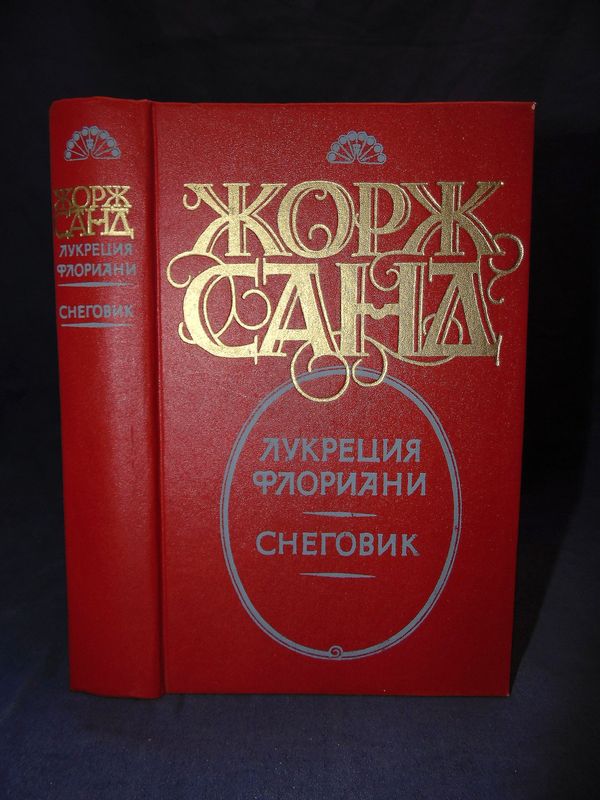 ЖОРЖ
САНД
ЛУКРЕЦИЯ
ФЛОРИАНИ
СНЕГОВИК
ЖОРЖ
САНД
ЛУКРЕЦИЯ
ФЛОРИАНИ
СНЕГОВИК